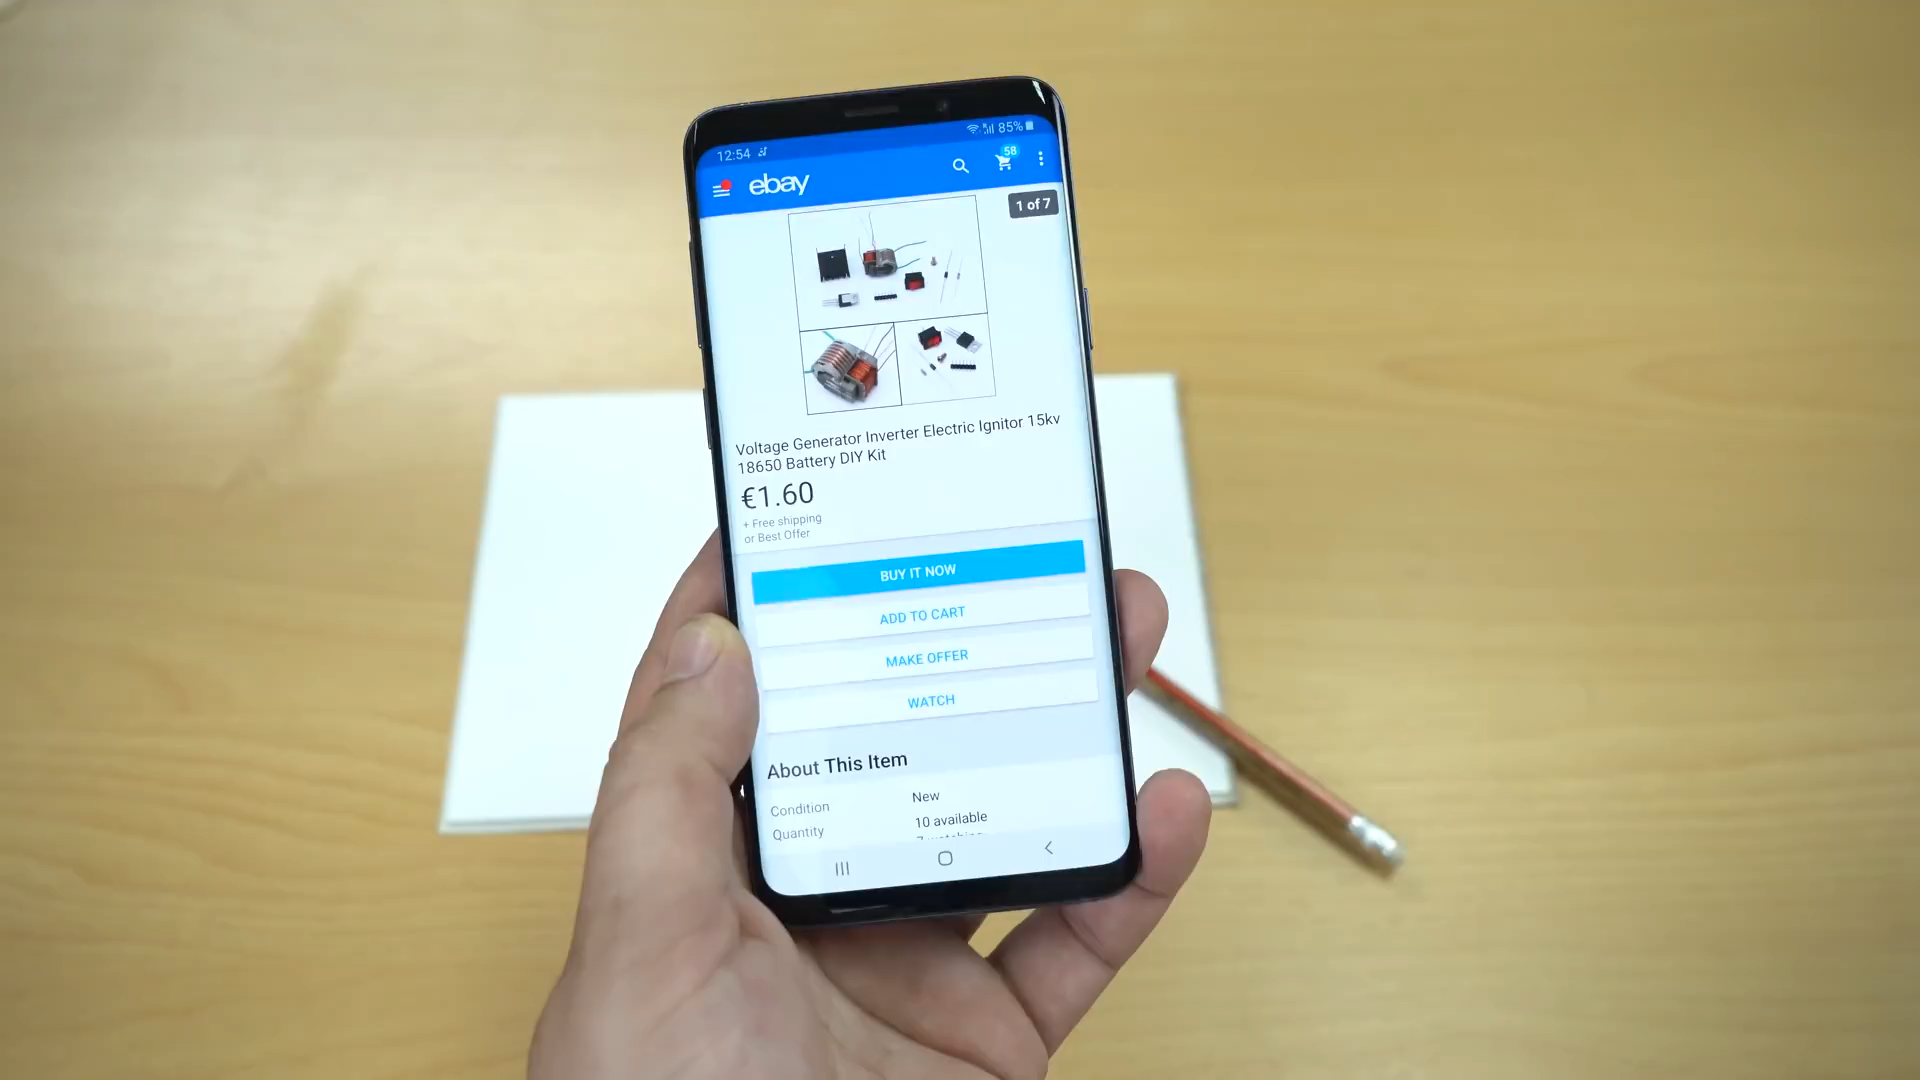 12:54 85%
ebay 58
1 of 7
Voltage Generator Inverter Electric Ignitor 15kv
18650 Battery DIY Kit
€1.60
+ Free shipping
or Best Offer
BUY IT NOW
ADD TO CART
MAKE OFFER
WATCH
About This Item
Condition New
Quantity 10 available